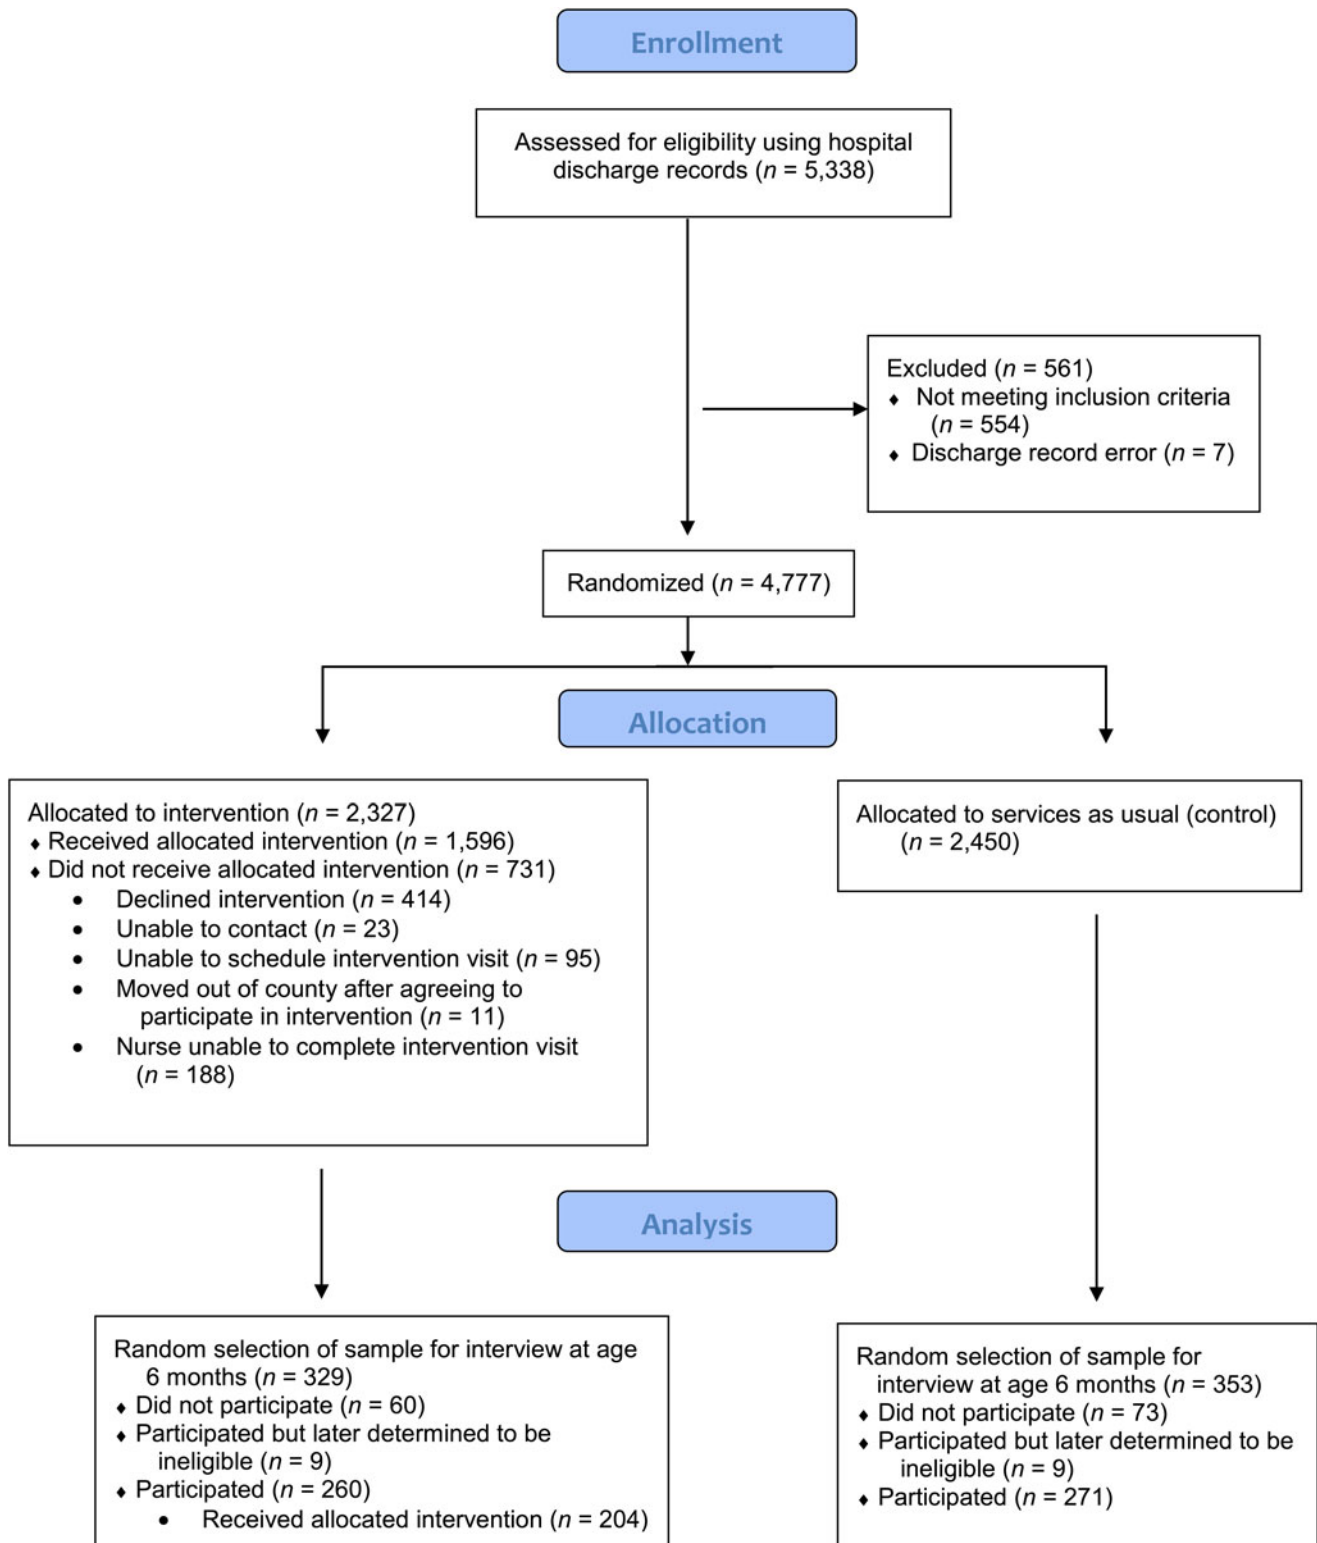 Enrollment
Assessed for eligibility using hospital
discharge records (n = 5,338)
Excluded (n = 561)
♦ Not meeting inclusion criteria
(n = 554)
♦ Discharge record error (n = 7)
Randomized (n = 4,777)
Allocation
Allocated to intervention (n = 2,327)
♦ Received allocated intervention (n = 1,596)
♦ Did not receive allocated intervention (n = 731)
• Declined intervention (n = 414)
• Unable to contact (n = 23)
• Unable to schedule intervention visit (n = 95)
• Moved out of county after agreeing to
participate in intervention (n = 11)
• Nurse unable to complete intervention visit
(n = 188)
Allocated to services as usual (control)
(n = 2,450)
Analysis
Random selection of sample for interview at age
6 months (n = 329)
♦ Did not participate (n = 60)
♦ Participated but later determined to be
ineligible (n = 9)
♦ Participated (n = 260)
• Received allocated intervention (n = 204)
Random selection of sample for
interview at age 6 months (n = 353)
♦ Did not participate (n = 73)
♦ Participated but later determined to be
ineligible (n = 9)
♦ Participated (n = 271)